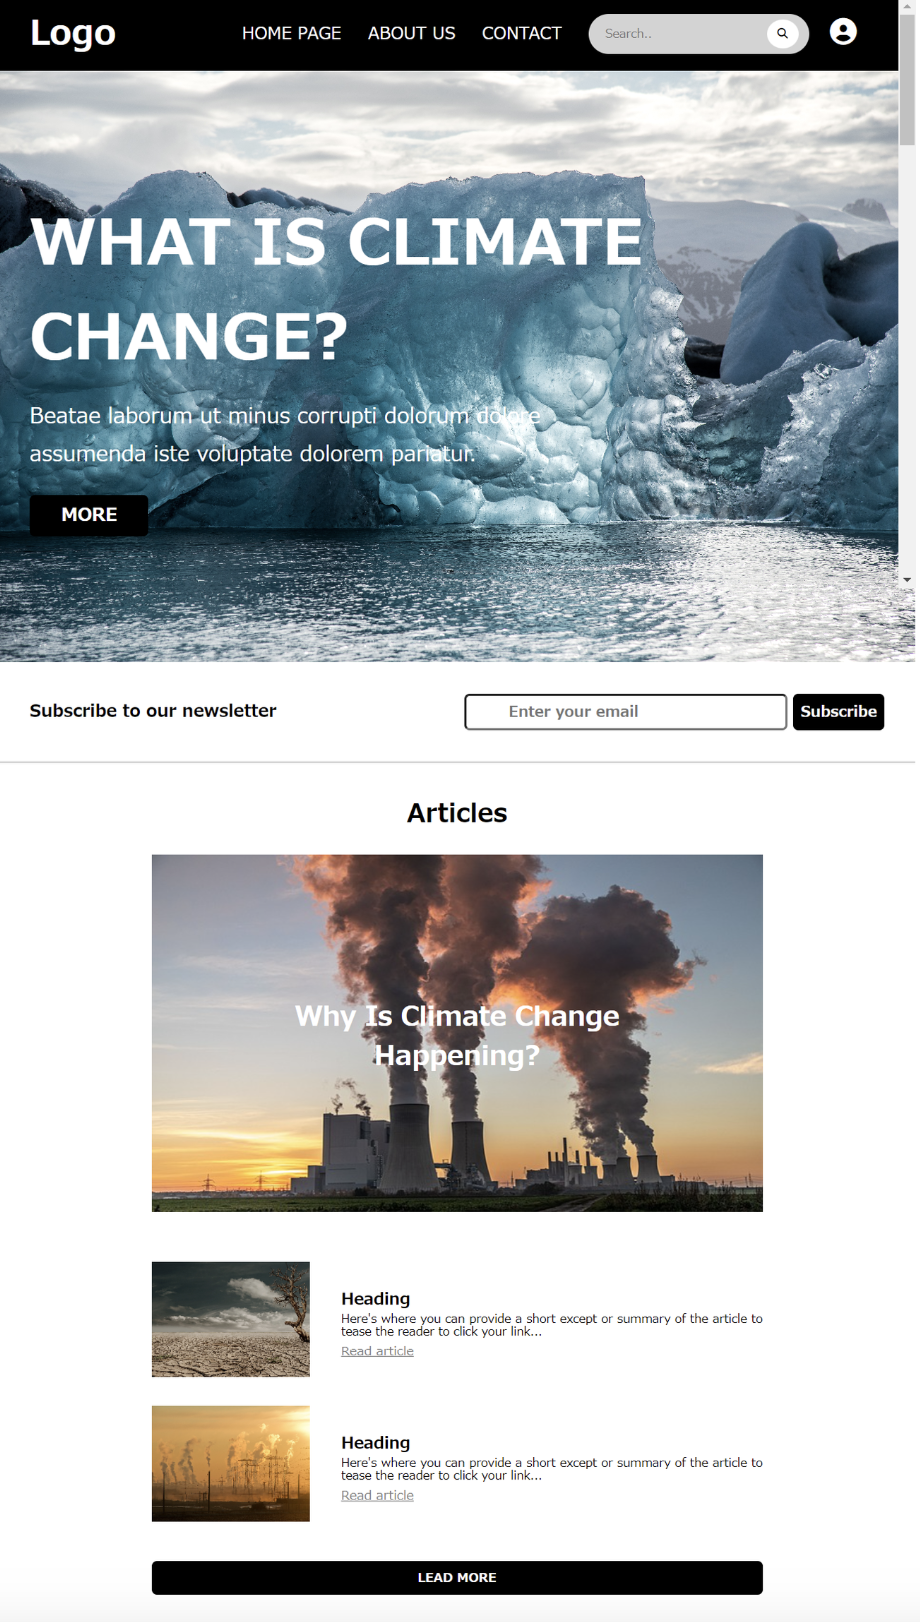 Logo
HOME PAGE
ABOUT US
CONTACT
Search..
WHAT IS CLIMATE
CHANGE?
Beatae laborum ut minus corrupti dolorum dolore
assumenda iste voluptate dolorem pariatur.
MORE
Subscribe to our newsletter
Enter your email
Subscribe
Articles
Why Is Climate Change
Happening?
Heading
Here's where you can provide a short except or summary of the article to
tease the reader to click your link...
Read article
Heading
Here's where you can provide a short except or summary of the article to
tease the reader to click your link...
Read article
LEAD MORE